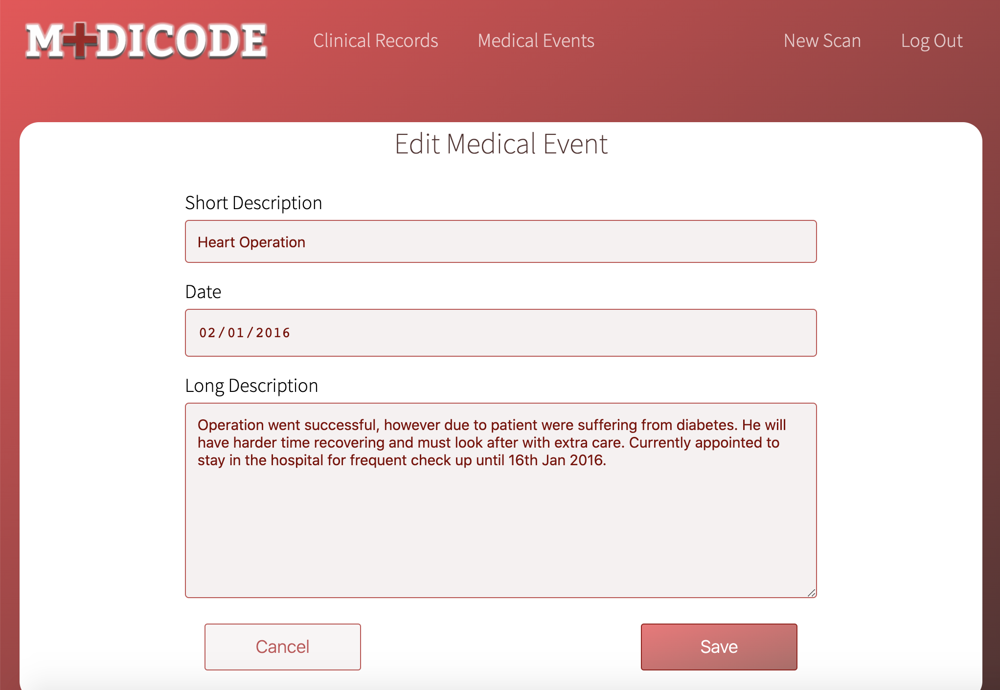 M+DICODE
Clinical Records
Medical Events
New Scan
Log Out
Edit Medical Event
Short Description
Heart Operation
Date
02/01/2016
Long Description
Operation went successful, however due to patient were suffering from diabetes. He will
have harder time recovering and must look after with extra care. Currently appointed to
stay in the hospital for frequent check up until 16th Jan 2016.
Cancel
Save